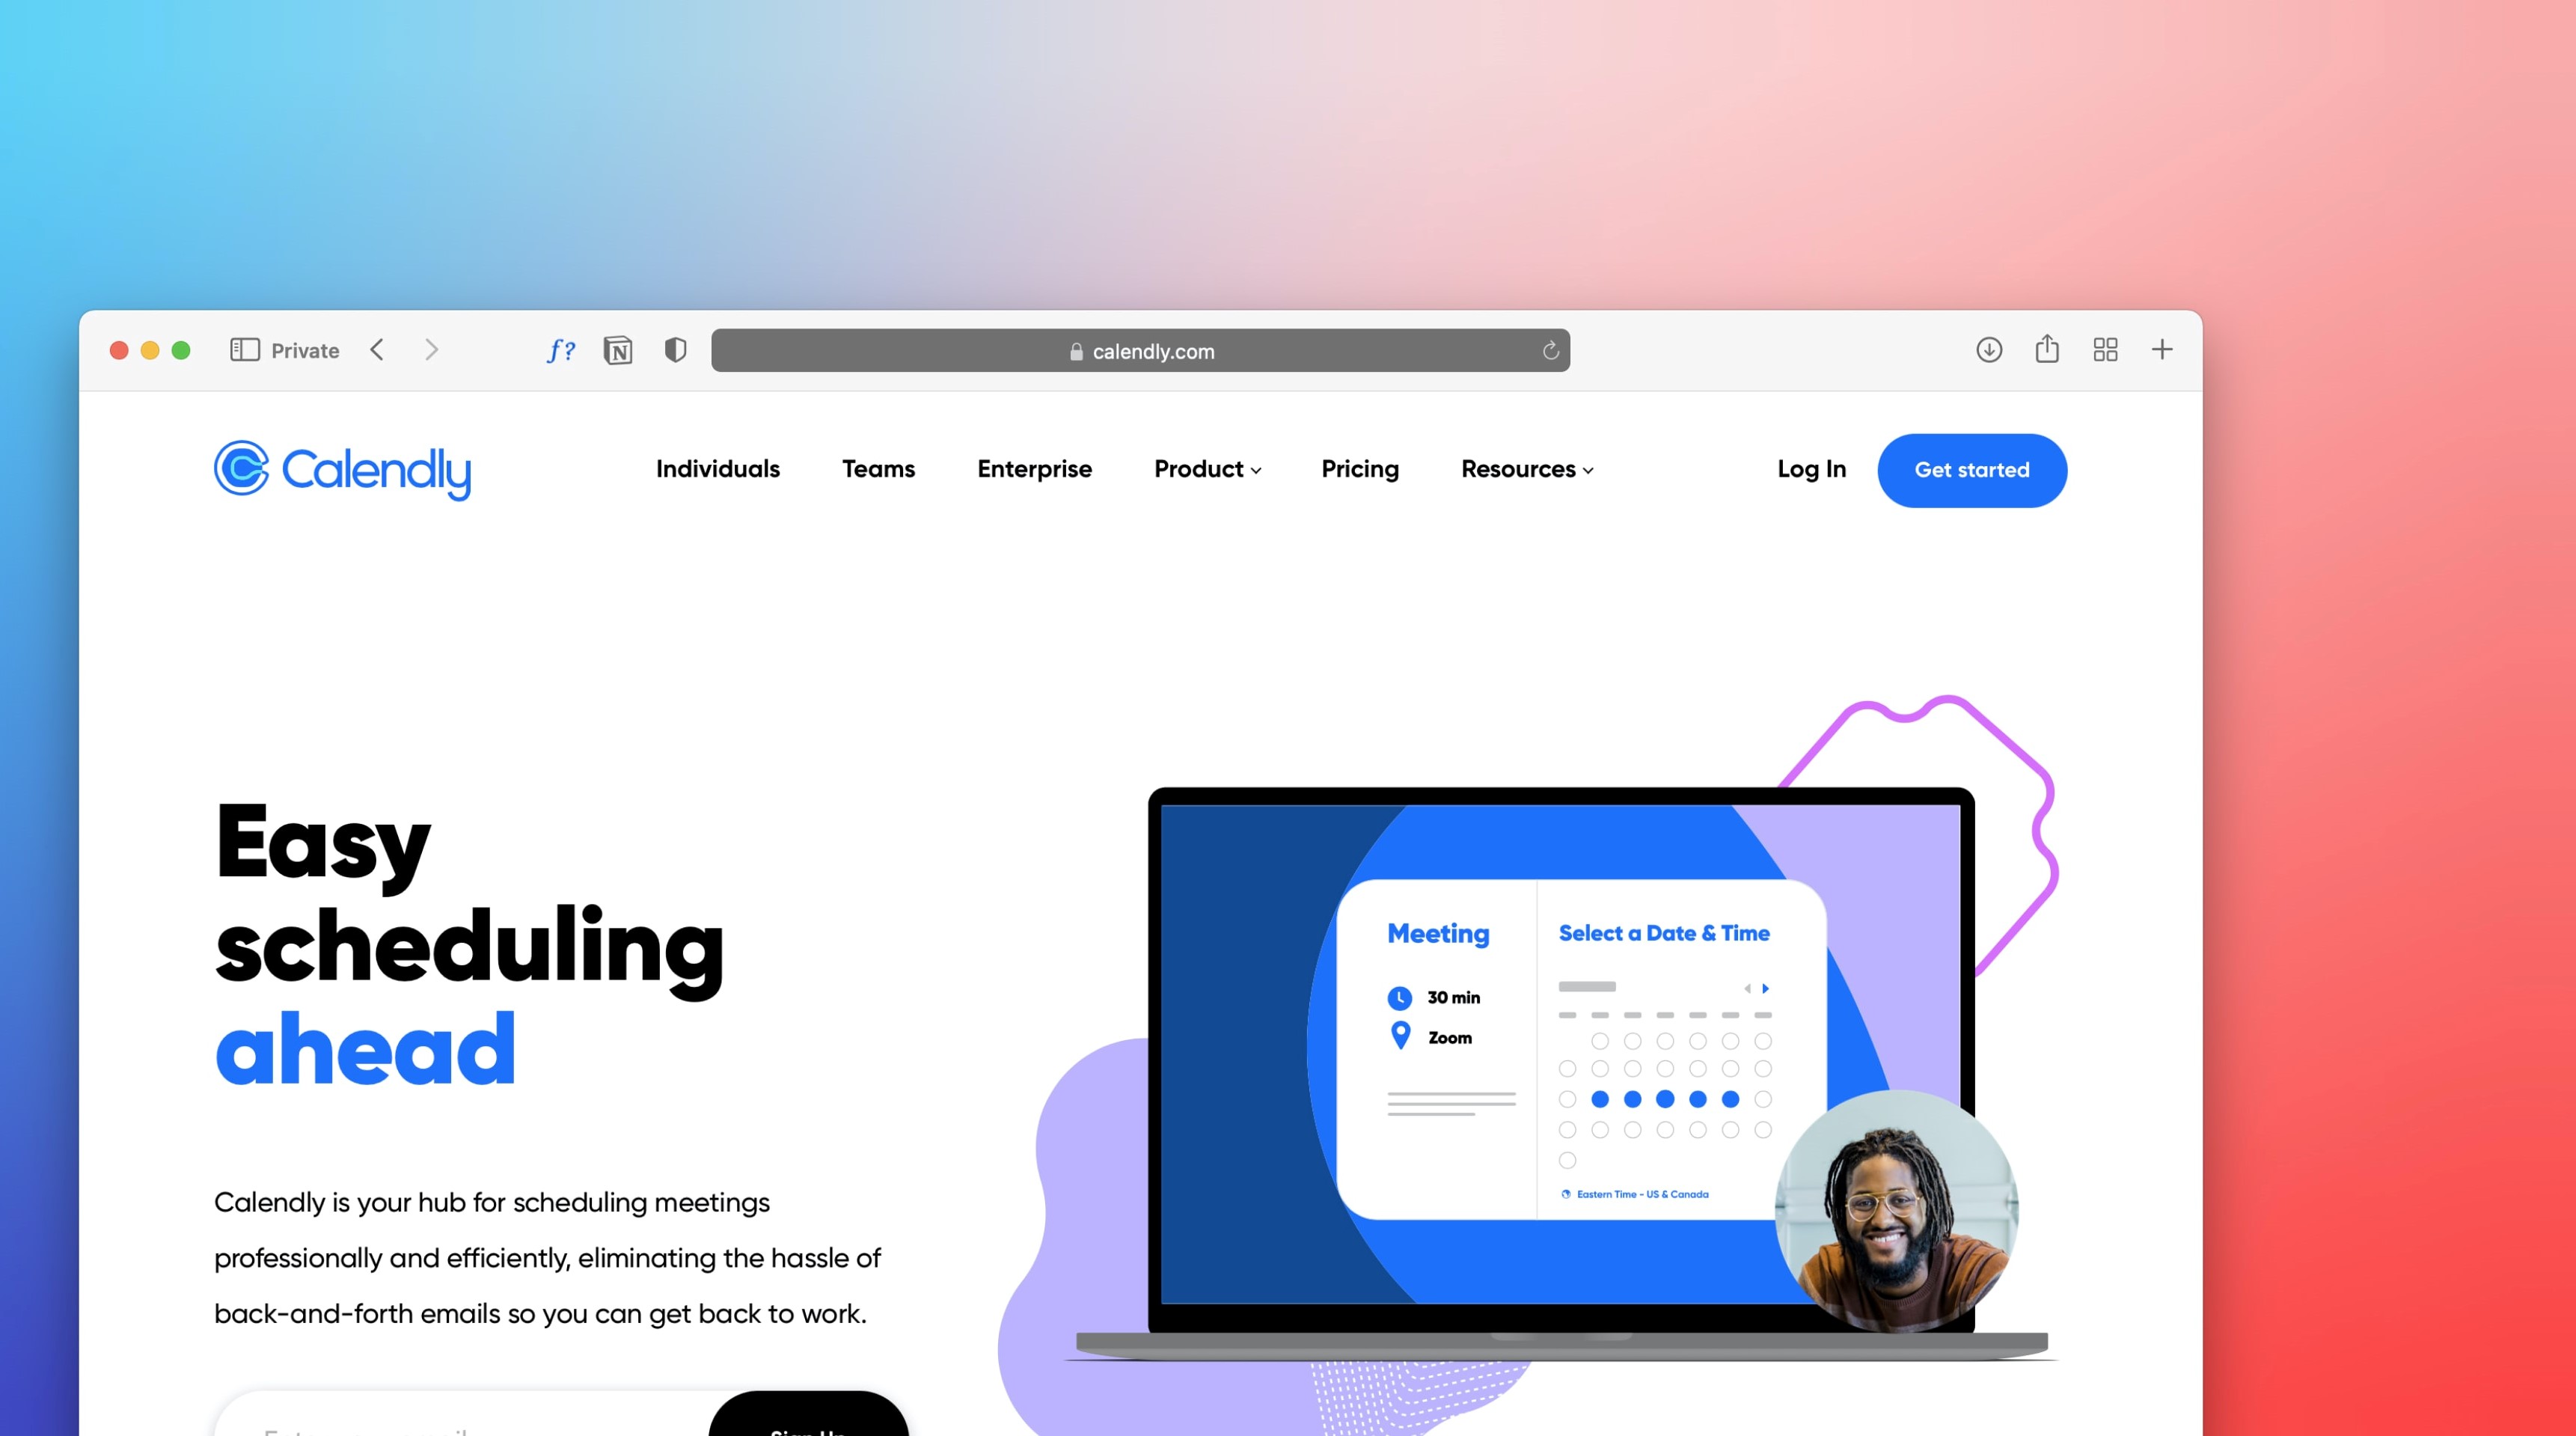 Private
calendly.com
Calendly
Individuals
Teams
Enterprise
Product
Pricing
Resources
Log In
Get started
Easy
scheduling
ahead
Calendly is your hub for scheduling meetings
professionally and efficiently, eliminating the hassle of
back-and-forth emails so you can get back to work.
Sign Up
Meeting
30 min
Zoom
Select a Date & Time
Eastern Time - US & Canada